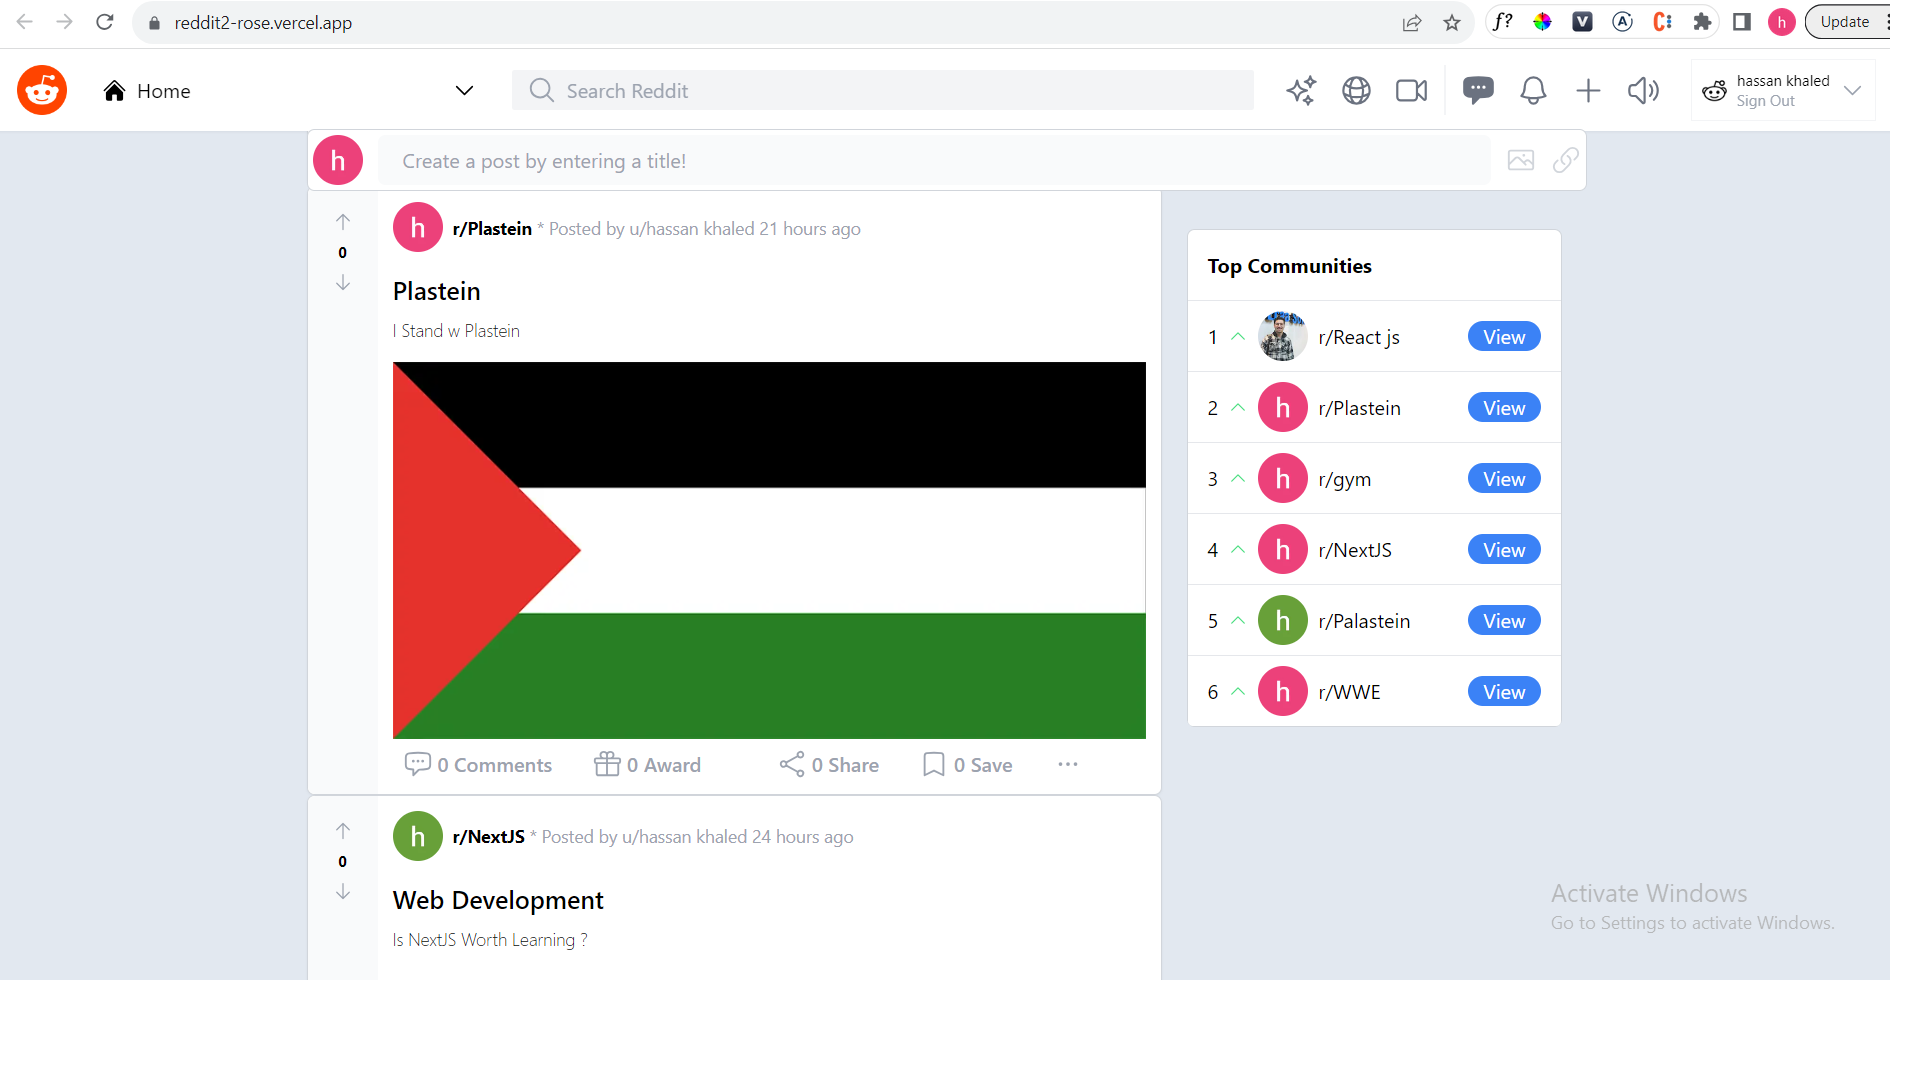 reddit2-rose.vercel.app
f?
V
A
C
h
Update
Home
Search Reddit
hassan khaled
Sign Out
h
Create a post by entering a title!
0
h
r/Plastein * Posted by u/hassan khaled 21 hours ago
Plastein
I Stand w Plastein
0 Comments
0 Award
0 Share
0 Save
0
h
r/NextJS * Posted by u/hassan khaled 24 hours ago
Web Development
Is NextJS Worth Learning ?
Top Communities
1 r/React js View
2 h r/Plastein View
3 h r/gym View
4 h r/NextJS View
5 h r/Palastein View
6 h r/WWE View
Activate Windows
Go to Settings to activate Windows.